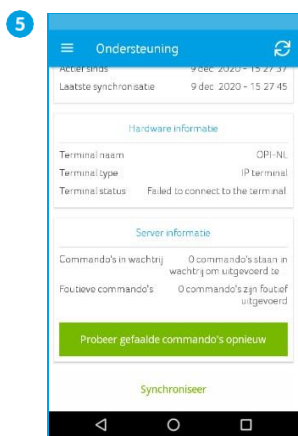 5
Ondersteuning
Actief sinds 9 dec. 2020 - 15:27:37
Laatste synchronisatie 9 dec. 2020 - 15:27:45
Hardware informatie
Terminal naam OPI-NL
Terminal type IP terminal
Terminal status Failed to connect to the terminal
Server informatie
Commando's in wachtrij 0 commando's staan in
wachtrij om uitgevoerd te ...
Foutieve commando's 0 commando's zijn foutief
uitgevoerd
Probeer gefaalde commando's opnieuw
Synchroniseer